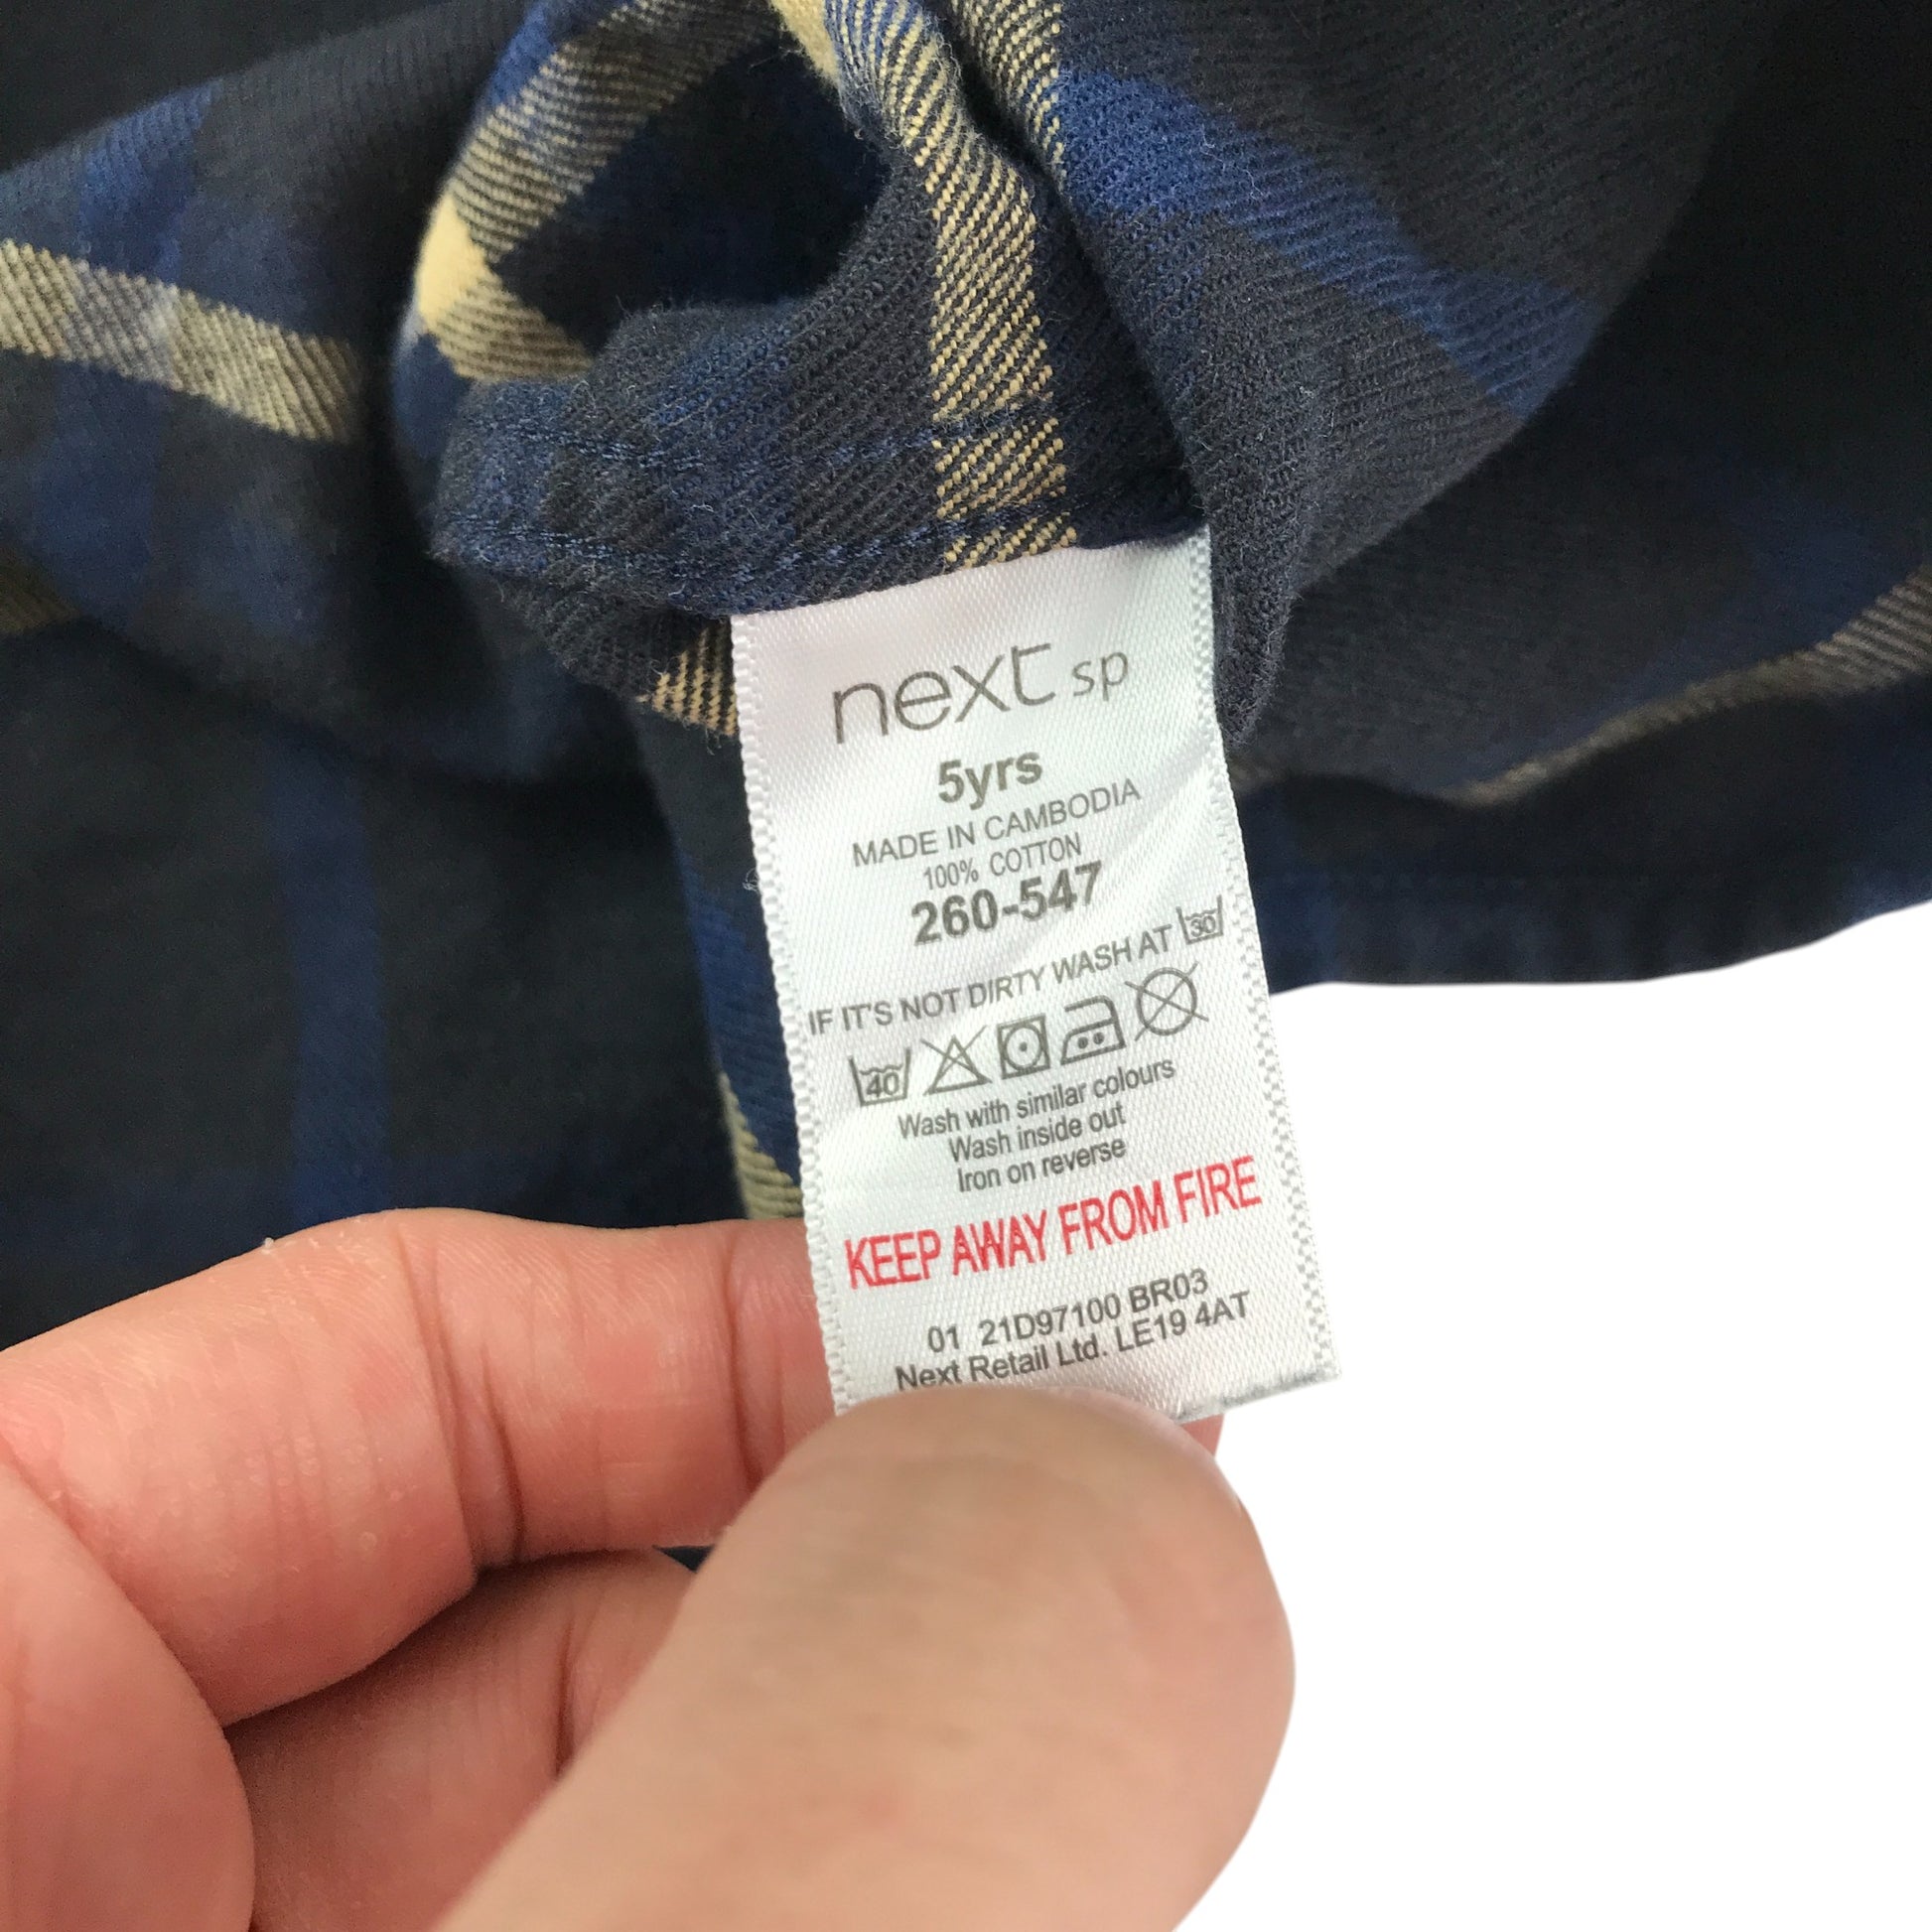 next sp
5yrs
MADE IN CAMBODIA
100% COTTON
260-547
IF IT'S NOT DIRTY WASH AT 30
40
Wash with similar colours
Wash inside out
Iron on reverse
KEEP AWAY FROM FIRE
01 21D97100 BR03
Next Retail Ltd. LE19 4AT